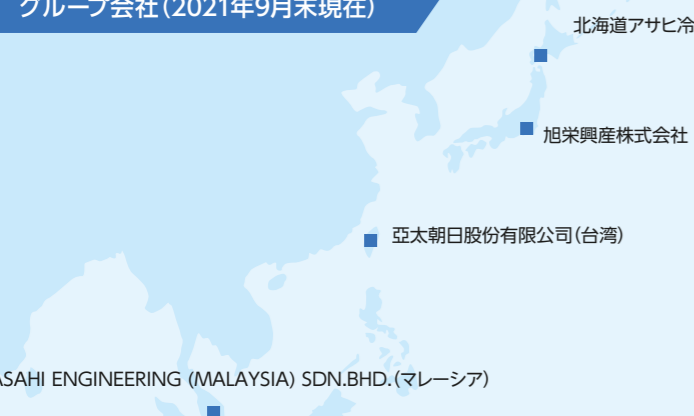 グループ会社（2021年9月末現在）
北海道アサヒ冷
旭栄興産株式会社
亞太朝日股份有限公司（台湾）
ASAHI ENGINEERING (MALAYSIA) SDN.BHD.（マレーシア）